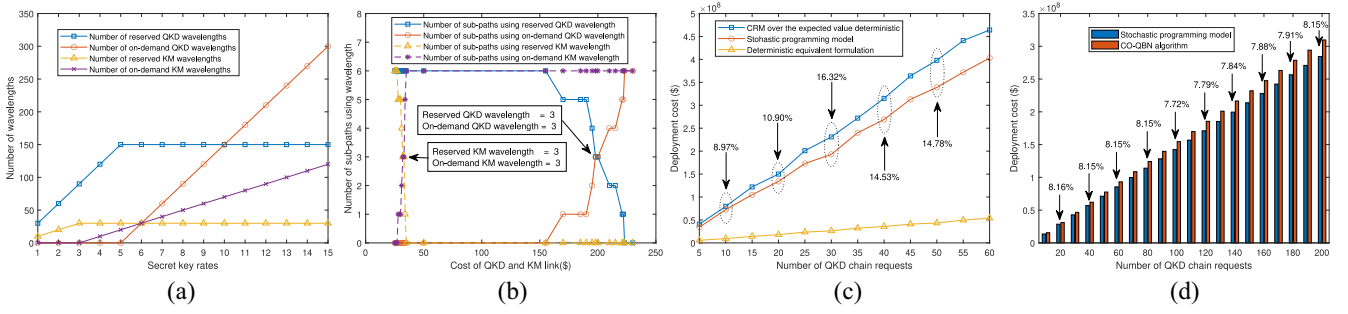 350
300
250
200
150
100
50
0
Number of wavelengths
Number of reserved QKD wavelengths
Number of on-demand QKD wavelengths
Number of reserved KM wavelengths
Number of on-demand KM wavelengths
1 2 3 4 5 6 7 8 9 10 11 12 13 14 15
Secret key rates
(a)
8
7
6
5
4
3
2
1
0
Number of sub-paths using wavelength
Number of sub-paths using reserved QKD wavelength
Number of sub-paths using on-demand QKD wavelength
Number of sub-paths using reserved KM wavelength
Number of sub-paths using on-demand KM wavelength
Reserved QKD wavelength = 3
On-demand QKD wavelength = 3
Reserved KM wavelength = 3
On-demand KM wavelength = 3
0 50 100 150 200 250
Cost of QKD and KM link($)
(b)
×10⁸
5
4.5
4
3.5
3
2.5
2
1.5
1
0.5
0
Deployment cost ($)
CRM over the expected value deterministic
Stochastic programming model
Deterministic equivalent formulation
8.97%
10.90%
16.32%
14.53%
14.78%
5 10 15 20 25 30 35 40 45 50 55 60
Number of QKD chain requests
(c)
×10⁸
3.5
3
2.5
2
1.5
1
0.5
0
Deployment cost ($)
Stochastic programming model
CO-QBN algorithm
8.16%
8.15%
8.15%
8.15%
7.72%
7.79%
7.84%
7.88%
7.91%
8.15%
20 40 60 80 100 120 140 160 180 200
Number of QKD chain requests
(d)